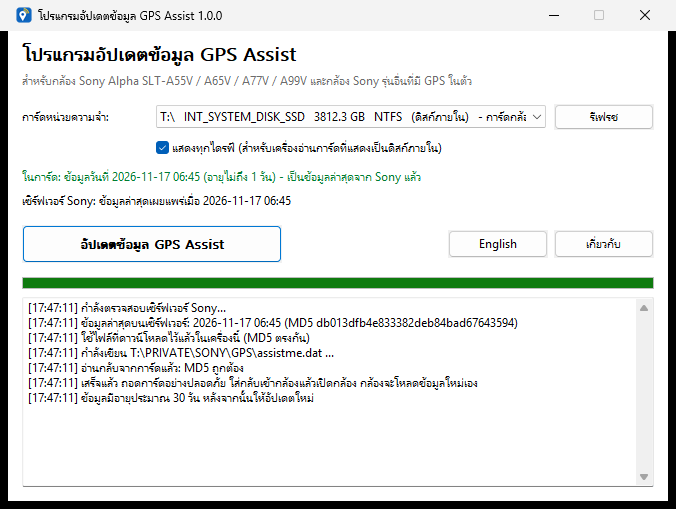 โปรแกรมอัปเดตข้อมูล GPS Assist 1.0.0
โปรแกรมอัปเดตข้อมูล GPS Assist
สำหรับกล้อง Sony Alpha SLT-A55V / A65V / A77V / A99V และกล้อง Sony รุ่นอื่นที่มี GPS ในตัว
การ์ดหน่วยความจำ:
T:\ INT_SYSTEM_DISK_SSD 3812.3 GB NTFS (ดิสก์ภายใน) - การ์ดกล้อง
รีเฟรช
แสดงทุกไดรฟ์ (สำหรับเครื่องอ่านการ์ดที่แสดงเป็นดิสก์ภายใน)
ในการ์ด: ข้อมูลวันที่ 2026-11-17 06:45 (อายุไม่ถึง 1 วัน) - เป็นข้อมูลล่าสุดจาก Sony แล้ว
เซิร์ฟเวอร์ Sony: ข้อมูลล่าสุดเผยแพร่เมื่อ 2026-11-17 06:45
อัปเดตข้อมูล GPS Assist
English
เกี่ยวกับ
[17:47:11] กำลังตรวจสอบเซิร์ฟเวอร์ Sony...
[17:47:11] ข้อมูลล่าสุดบนเซิร์ฟเวอร์: 2026-11-17 06:45 (MD5 db013dfb4e833382deb84bad67643594)
[17:47:11] ใช้ไฟล์ที่ดาวน์โหลดไว้แล้วในเครื่องนี้ (MD5 ตรงกัน)
[17:47:11] กำลังเขียน T:\PRIVATE\SONY\GPS\assistme.dat ...
[17:47:11] อ่านกลับจากการ์ดแล้ว: MD5 ถูกต้อง
[17:47:11] เสร็จแล้ว ถอดการ์ดอย่างปลอดภัย ใส่กลับเข้ากล้องแล้วเปิดกล้อง กล้องจะโหลดข้อมูลใหม่เอง
[17:47:11] ข้อมูลมีอายุประมาณ 30 วัน หลังจากนั้นให้อัปเดตใหม่